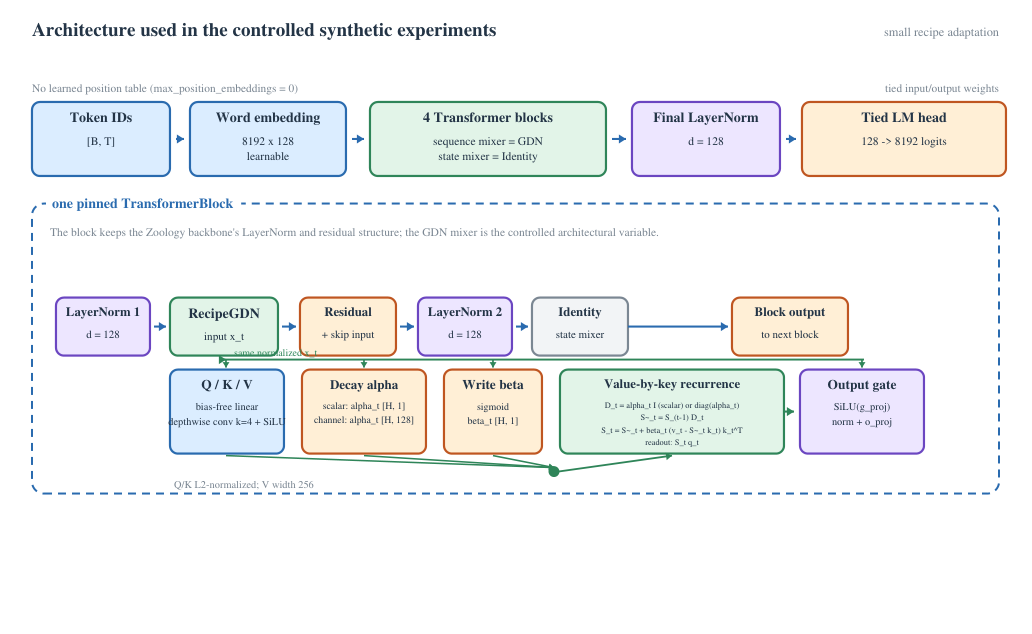 Architecture used in the controlled synthetic experiments
small recipe adaptation
No learned position table (max_position_embeddings = 0)
tied input/output weights
Token IDs
[B, T]
Word embedding
8192 x 128
learnable
4 Transformer blocks
sequence mixer = GDN
state mixer = Identity
Final LayerNorm
d = 128
Tied LM head
128 -> 8192 logits
one pinned TransformerBlock
The block keeps the Zoology backbone's LayerNorm and residual structure; the GDN mixer is the controlled architectural variable.
LayerNorm 1
d = 128
RecipeGDN
input x_t
Residual
+ skip input
LayerNorm 2
d = 128
Identity
state mixer
Block output
to next block
same normalized x_t
Q / K / V
bias-free linear
depthwise conv k=4 + SiLU
Decay alpha
scalar: alpha_t [H, 1]
channel: alpha_t [H, 128]
Write beta
sigmoid
beta_t [H, 1]
Value-by-key recurrence
D_t = alpha_t I (scalar) or diag(alpha_t)
S~_t = S_(t-1) D_t
S_t = S~_t + beta_t (v_t - S~_t k_t) k_t^T
readout: S_t q_t
Output gate
SiLU(g_proj)
norm + o_proj
Q/K L2-normalized; V width 256